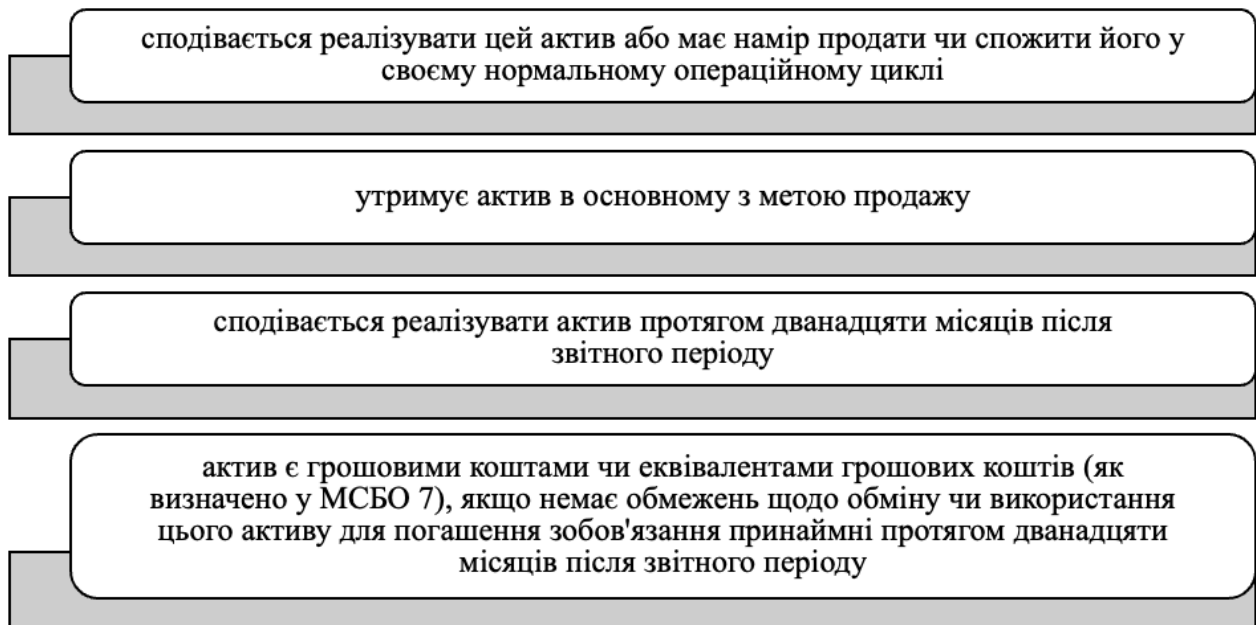 сподівається реалізувати цей актив або має намір продати чи спожити його у
своєму нормальному операційному циклі
утримує актив в основному з метою продажу
сподівається реалізувати актив протягом дванадцяти місяців після
звітного періоду
актив є грошовими коштами чи еквівалентами грошових коштів (як
визначено у МСБО 7), якщо немає обмежень щодо обміну чи використання
цього активу для погашення зобов'язання принаймні протягом дванадцяти
місяців після звітного періоду